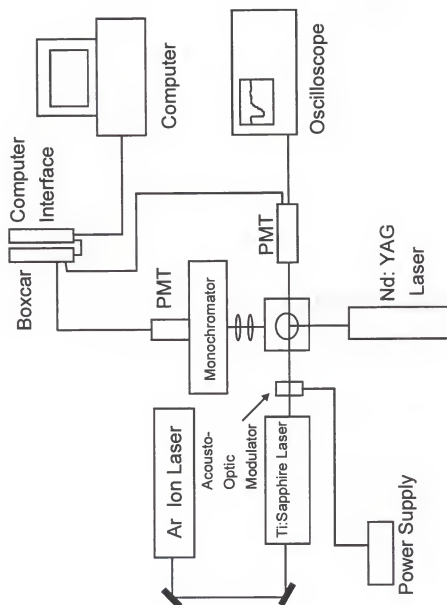 Computer
Computer
Interface
Boxcar
Oscilloscope
PMT
PMT
Monochromator
Nd: YAG
Laser
Ar Ion Laser
Acousto-
Optic
Modulator
Ti:Sapphire Laser
Power Supply